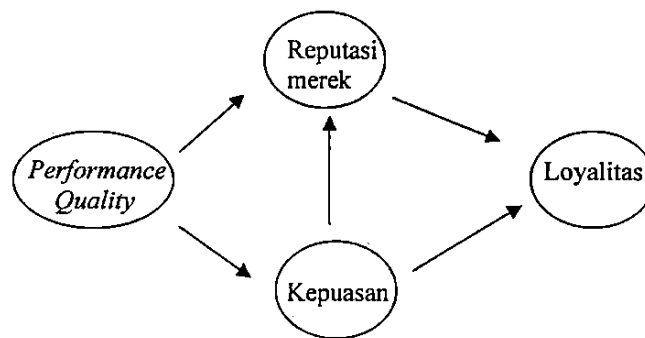 Reputasi
merek
Performance
Quality
Loyalitas
Kepuasan